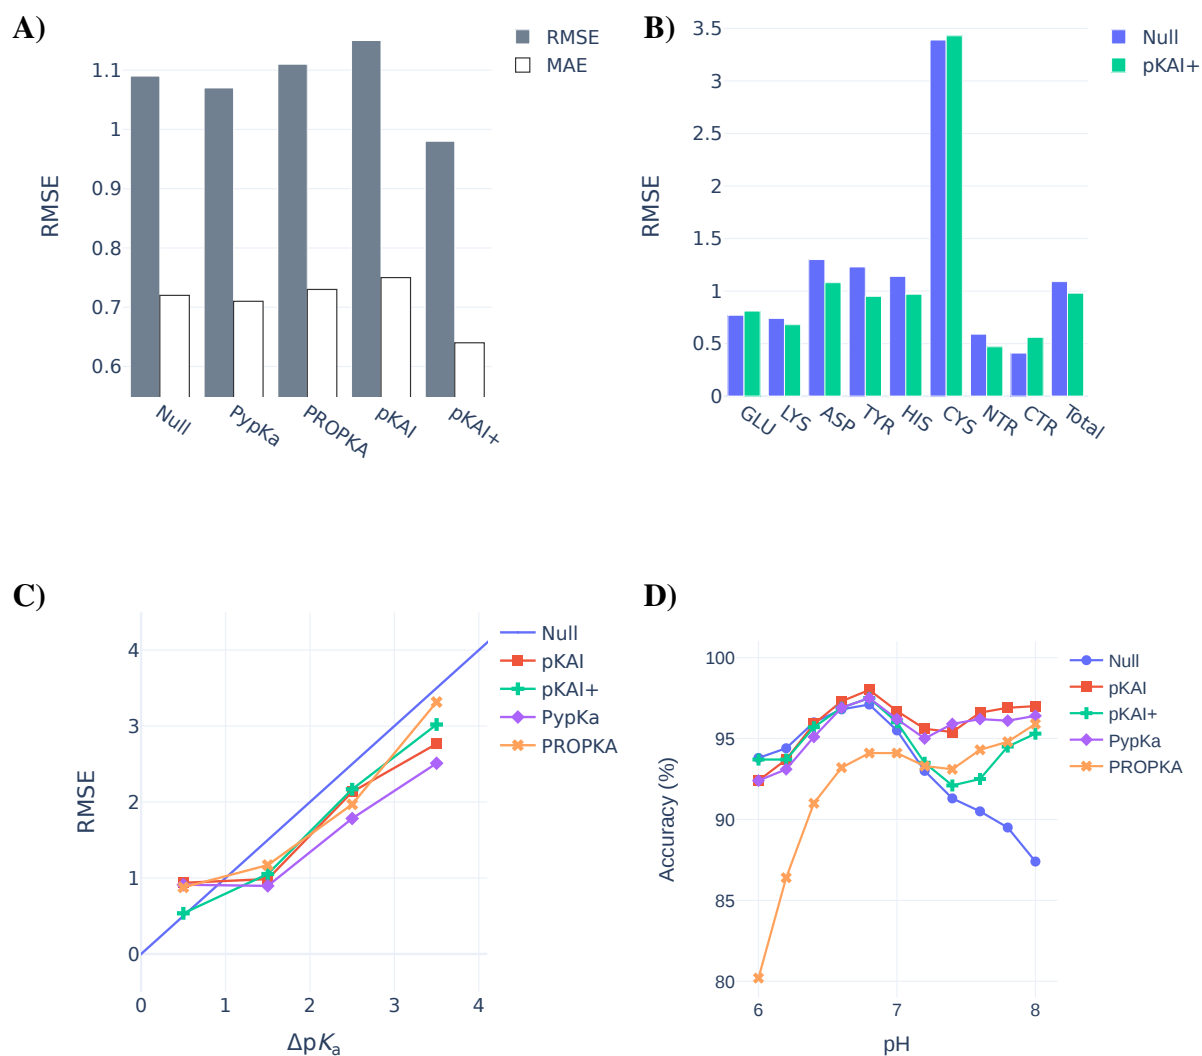 A)
RMSE
MAE
1.1
1
0.9
0.8
0.7
0.6
RMSE
Null
PypKa
PROPKA
pKAI
pKAI+
B)
Null
pKAI+
3.5
3
2.5
2
1.5
1
0.5
0
RMSE
GLU
LYS
ASP
TYR
HIS
CYS
NTR
CTR
Total
C)
Null
pKAI
pKAI+
PypKa
PROPKA
4
3
2
1
0
RMSE
0 1 2 3 4
ΔpKa
D)
Null
pKAI
pKAI+
PypKa
PROPKA
100
95
90
85
80
Accuracy (%)
6 7 8
pH